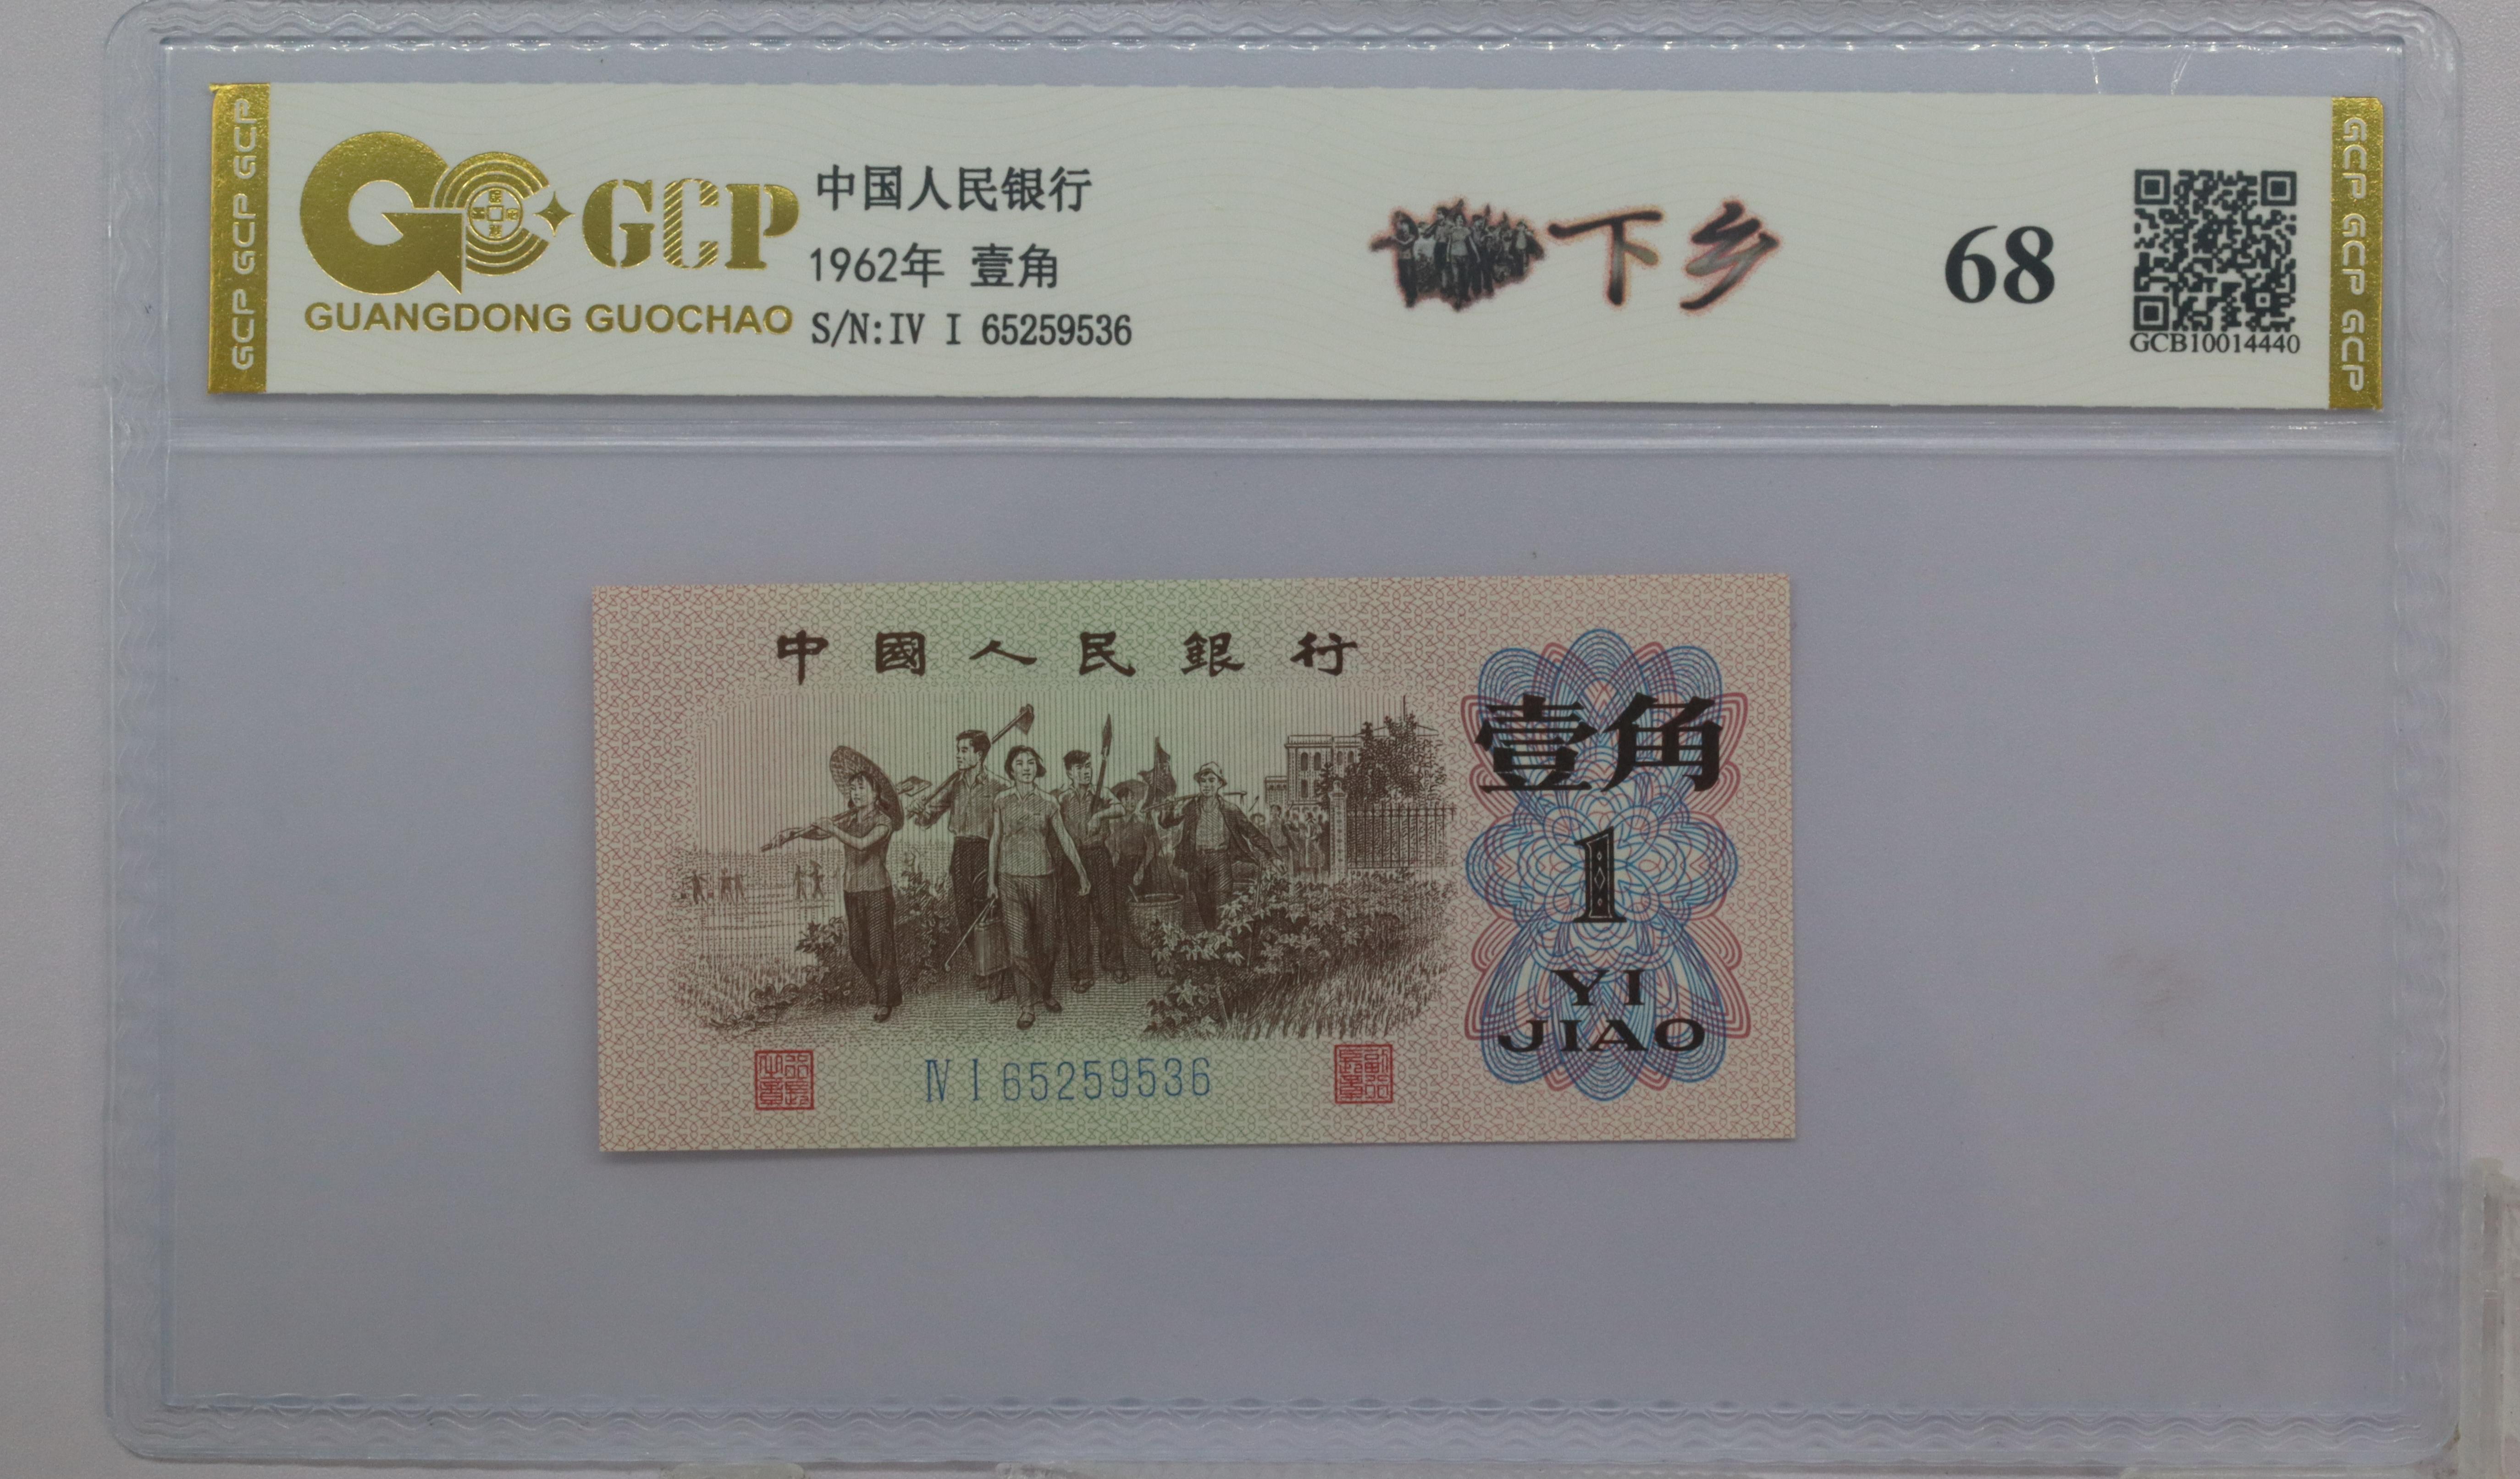 GCP GCP GCP
GCP
GUANGDONG GUOCHAO
中国人民银行
1962年 壹角
S/N:IV I 65259536
下乡
68
GCB10014440
GCP GCP GCP
中國人民銀行
壹角
1
YI
JIAO
Ⅳ Ⅰ 65259536